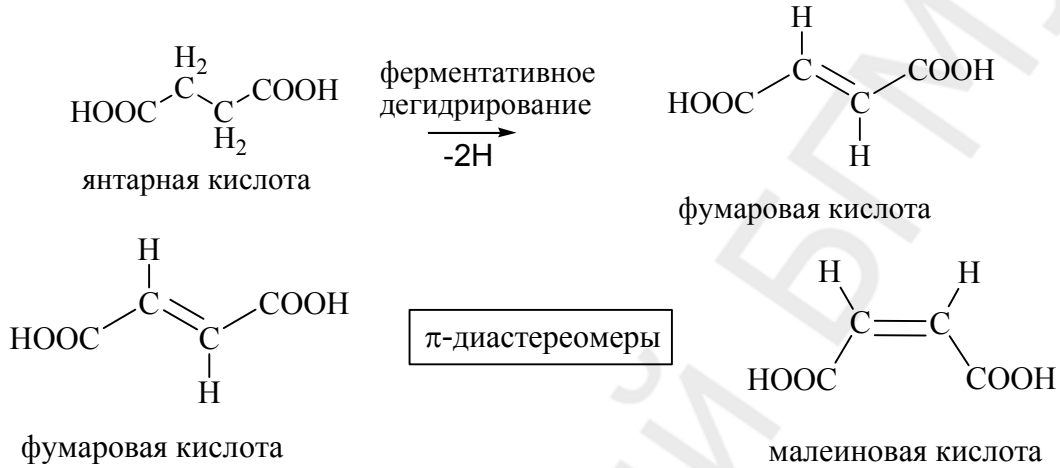 H₂
C
COOH
HOOC
C
H₂
янтарная кислота
ферментативное
дегидрирование
-2H
H
C
COOH
HOOC
C
H
фумаровая кислота
H
C
COOH
HOOC
C
H
фумаровая кислота
π-диастереомеры
H
H
C
C
HOOC
COOH
малеиновая кислота